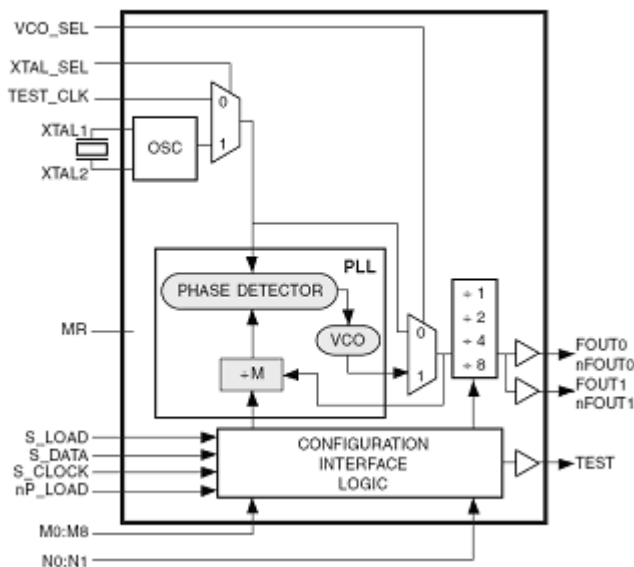 VCO_SEL
XTAL_SEL
TEST_CLK
0
XTAL1
OSC
1
XTAL2
PLL
PHASE DETECTOR
÷ 1
÷ 2
÷ 4
÷ 8
MR
VCO
0
1
÷M
FOUT0
nFOUT0
FOUT1
nFOUT1
S_LOAD
S_DATA
S_CLOCK
nP_LOAD
CONFIGURATION
INTERFACE
LOGIC
TEST
M0:M8
N0:N1